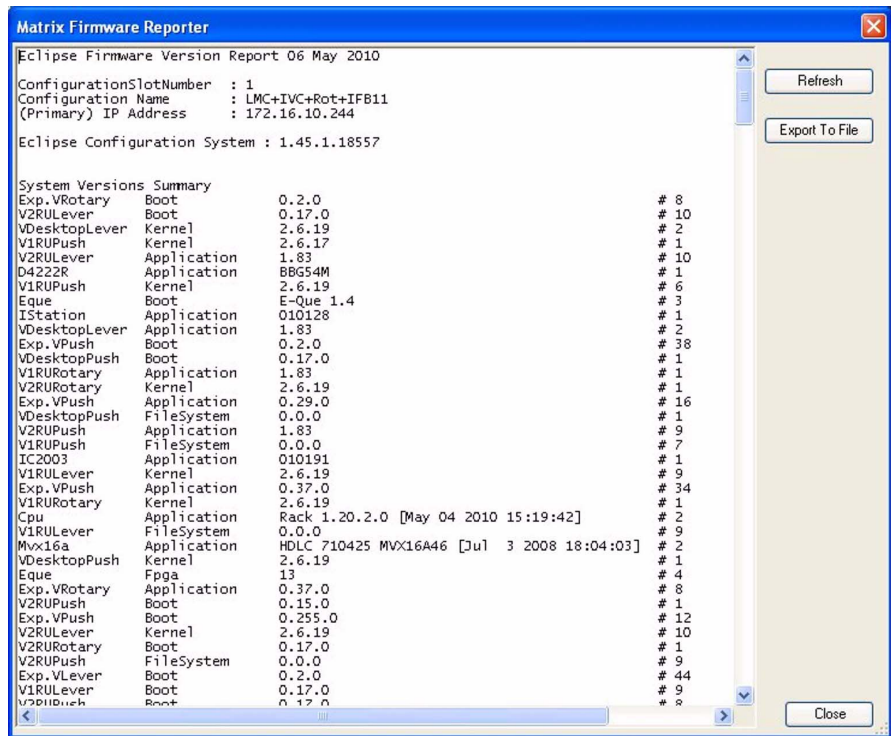 Matrix Firmware Reporter
Eclipse Firmware Version Report 06 May 2010
ConfigurationSlotNumber : 1
Configuration Name : LMC+IVC+Rot+IFB11
(Primary) IP Address : 172.16.10.244
Eclipse Configuration System : 1.45.1.18557
System Versions Summary
Exp.VRotary Boot 0.2.0 # 8
V2RULever Boot 0.17.0 # 10
VDesktopLever Kernel 2.6.19 # 2
V1RUPush Kernel 2.6.17 # 1
V2RULever Application 1.83 # 10
D4222R Application BBG54M # 1
V1RUPush Kernel 2.6.19 # 6
Eque Boot E-Que 1.4 # 3
IStation Application 010128 # 1
VDesktopLever Application 1.83 # 2
Exp.VPush Boot 0.2.0 # 38
VDesktopPush Boot 0.17.0 # 1
V1RURotary Application 1.83 # 1
V2RURotary Kernel 2.6.19 # 1
Exp.VPush Application 0.29.0 # 16
VDesktopPush FileSystem 0.0.0 # 1
V2RUPush Application 1.83 # 9
V1RUPush FileSystem 0.0.0 # 7
IC2003 Application 010191 # 1
V1RULever Kernel 2.6.19 # 9
Exp.VPush Application 0.37.0 # 34
V1RURotary Kernel 2.6.19 # 1
Cpu Application Rack 1.20.2.0 [May 04 2010 15:19:42] # 2
V1RULever FileSystem 0.0.0 # 9
Mvx16a Application HDLC 710425 MVX16A46 [Jul 3 2008 18:04:03] # 2
VDesktopPush Kernel 2.6.19 # 1
Eque Fpga 13 # 4
Exp.VRotary Application 0.37.0 # 8
V2RUPush Boot 0.15.0 # 1
Exp.VPush Boot 0.255.0 # 12
V2RULever Kernel 2.6.19 # 10
V2RURotary Boot 0.17.0 # 1
V2RUPush FileSystem 0.0.0 # 9
Exp.VLever Boot 0.2.0 # 44
V1RULever Boot 0.17.0 # 9
V2RUPush Boot 0.17.0 # 8
Refresh
Export To File
Close